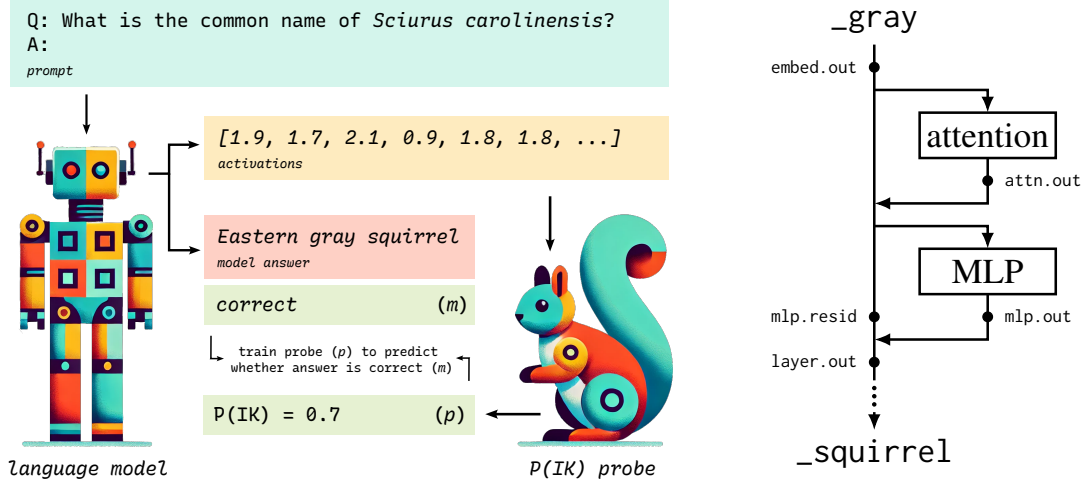 Q: What is the common name of Sciurus carolinensis?
A:
prompt
[1.9, 1.7, 2.1, 0.9, 1.8, 1.8, ...]
activations
Eastern gray squirrel
model answer
correct (m)
train probe (p) to predict
whether answer is correct (m)
P(IK) = 0.7 (p)
language model
P(IK) probe
_gray
embed.out
attention
attn.out
MLP
mlp.resid
mlp.out
layer.out
_squirrel